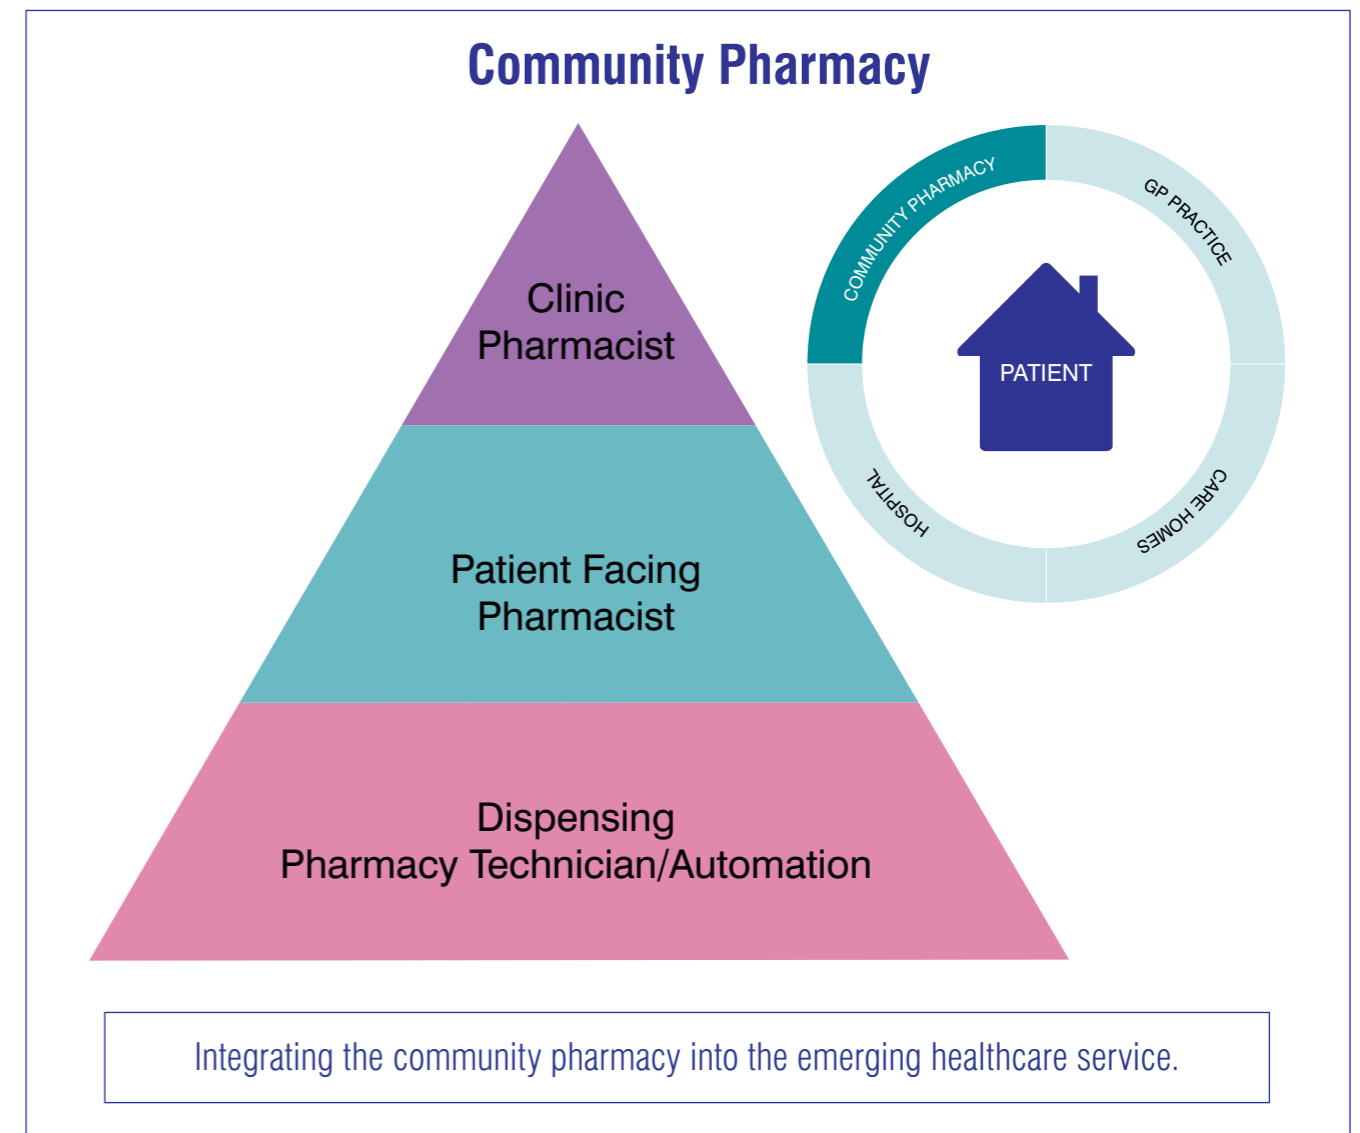 Community Pharmacy
Clinic
Pharmacist
Patient Facing
Pharmacist
Dispensing
Pharmacy Technician/Automation
COMMUNITY PHARMACY
GP PRACTICE
PATIENT
HOSPITAL
CARE HOMES
Integrating the community pharmacy into the emerging healthcare service.